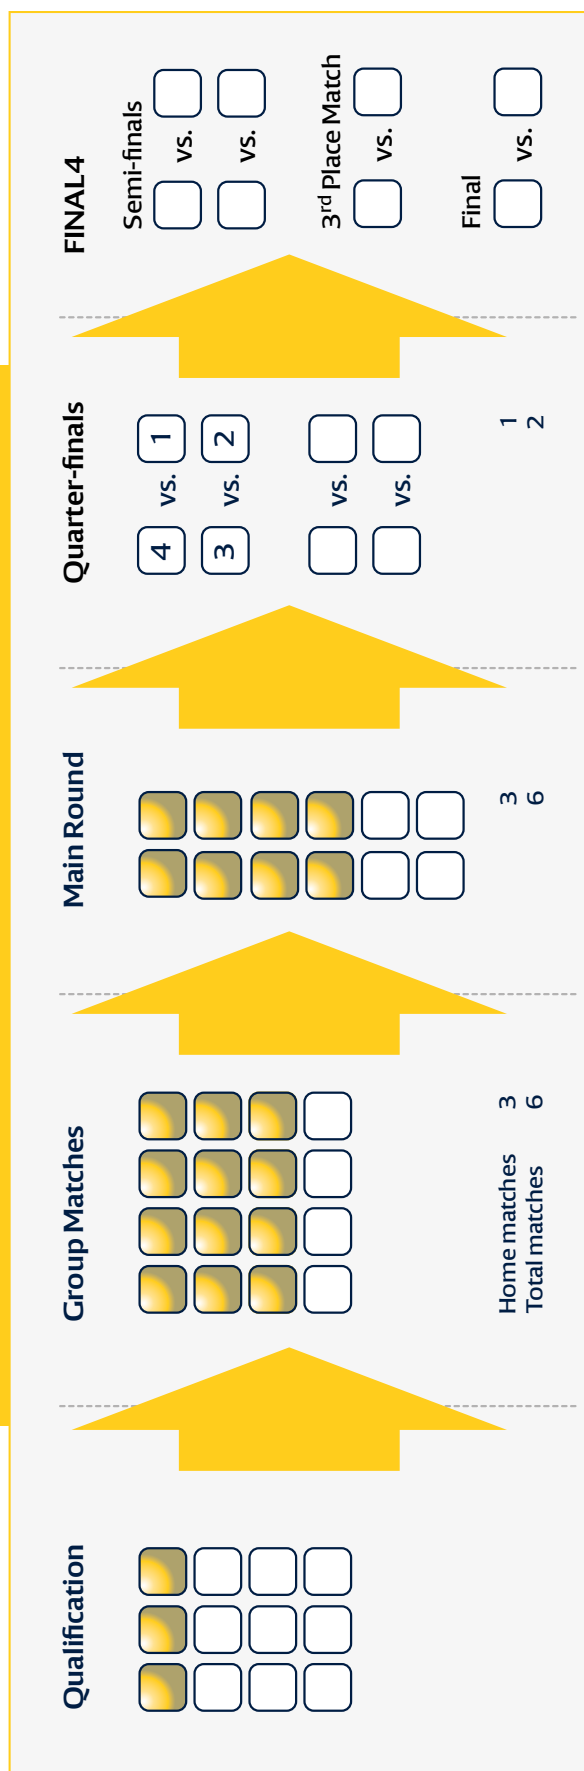 Qualification
Group Matches
Home matches 3
Total matches 6
Main Round
3
6
Quarter-finals
4 vs. 1
3 vs. 2
vs.
vs.
1
2
FINAL4
Semi-finals
vs.
vs.
3rd Place Match
vs.
Final
vs.